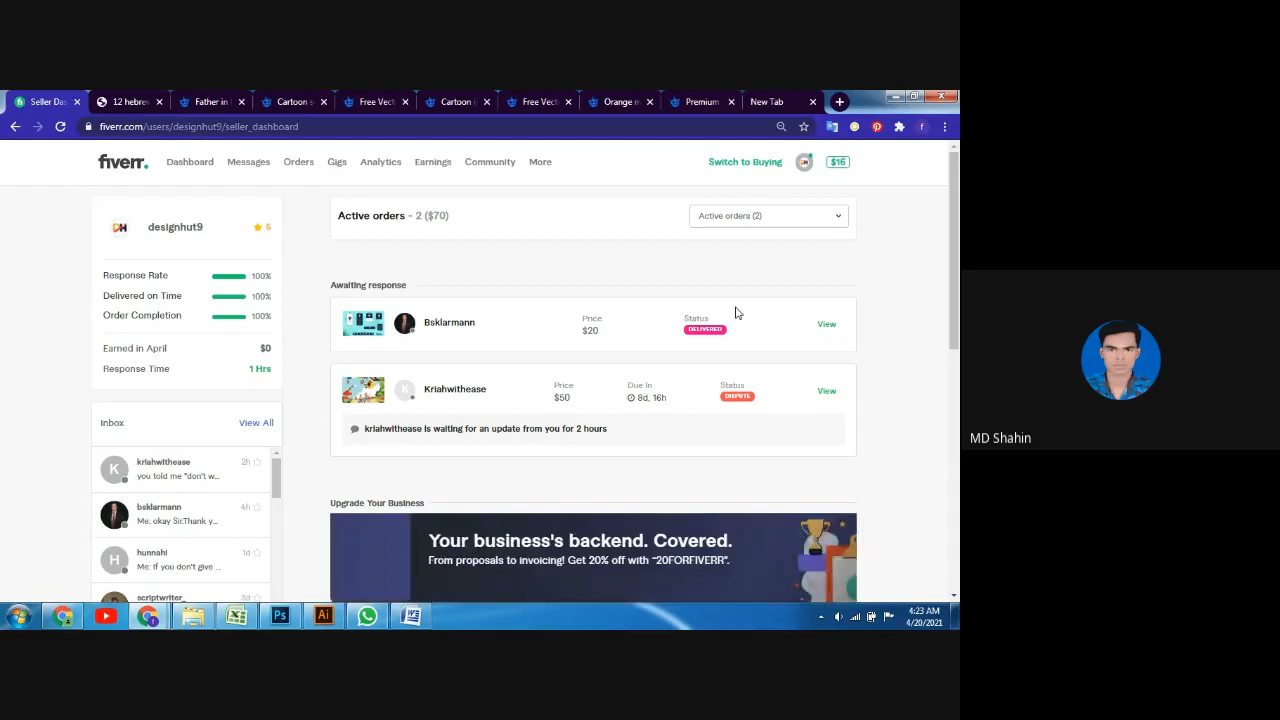 Seller Das
12 hebrew
Father in l
Cartoon se
Free Vecto
Cartoon i
Free Vect
Orange m
Premium
New Tab
fiverr.com/users/designhut9/seller_dashboard
fiverr.
Dashboard Messages Orders Gigs Analytics Earnings Community More
Switch to Buying
DH
$16
DH designhut9 5
Response Rate 100%
Delivered on Time 100%
Order Completion 100%
Earned in April $0
Response Time 1 Hrs
Inbox View All
K kriahwithease 2h
you told me "don't w...
bsklarmann 4h
Me: okay Sir.Thank y...
H hunnahi 1d
Me: If you don't give ...
scriptwriter_ 3d
Active orders - 2 ($70)
Active orders (2)
Awaiting response
Bsklarmann
Price
$20
Status
DELIVERED
View
K Kriahwithease
Price
$50
Due In
8d, 16h
Status
DISPUTE
View
kriahwithease is waiting for an update from you for 2 hours
Upgrade Your Business
Your business's backend. Covered.
From proposals to invoicing! Get 20% off with "20FORFIVERR".
Ps
Ai
4:23 AM
4/20/2021
MD Shahin